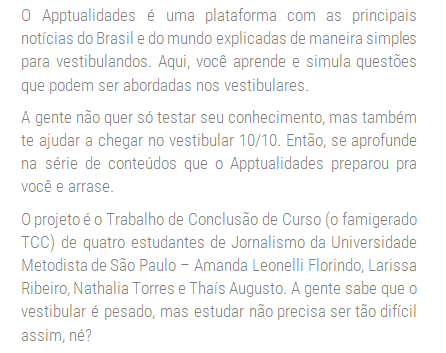 O Apptualidades é uma plataforma com as principais
notícias do Brasil e do mundo explicadas de maneira simples
para vestibulandos. Aqui, você aprende e simula questões
que podem ser abordadas nos vestibulares.
A gente não quer só testar seu conhecimento, mas também
te ajudar a chegar no vestibular 10/10. Então, se aprofunde
na série de conteúdos que o Apptualidades preparou pra
você e arrase.
O projeto é o Trabalho de Conclusão de Curso (o famigerado
TCC) de quatro estudantes de Jornalismo da Universidade
Metodista de São Paulo – Amanda Leonelli Florindo, Larissa
Ribeiro, Nathalia Torres e Thaís Augusto. A gente sabe que o
vestibular é pesado, mas estudar não precisa ser tão difícil
assim, né?